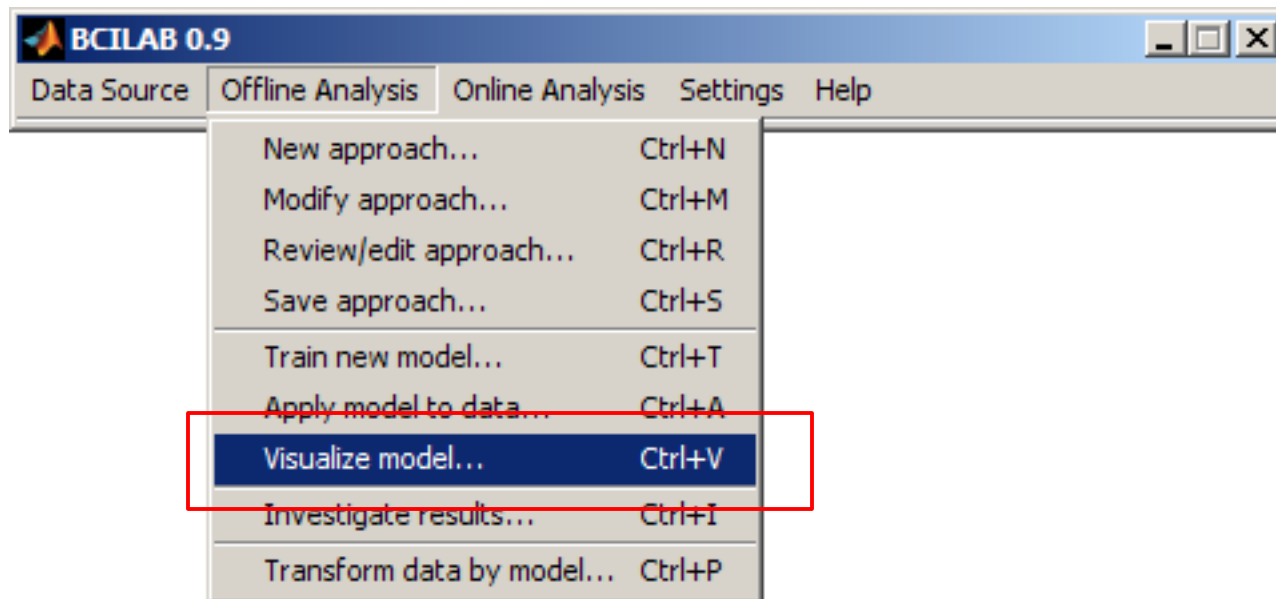 BCILAB 0.9
Data Source Offline Analysis Online Analysis Settings Help
New approach... Ctrl+N
Modify approach... Ctrl+M
Review/edit approach... Ctrl+R
Save approach... Ctrl+S
Train new model... Ctrl+T
Apply model to data... Ctrl+A
Visualize model... Ctrl+V
Investigate results... Ctrl+I
Transform data by model... Ctrl+P